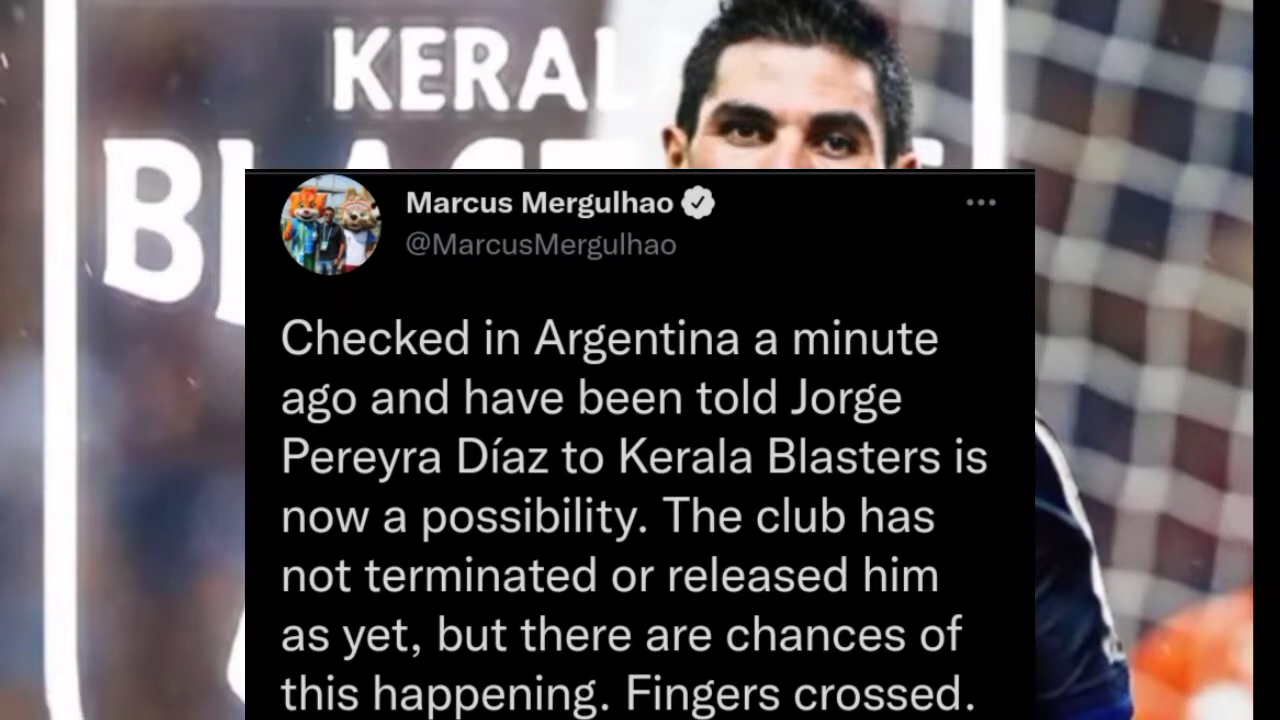 KERAL
BLAST
Marcus Mergulhao
@MarcusMergulhao
Checked in Argentina a minute
ago and have been told Jorge
Pereyra Díaz to Kerala Blasters is
now a possibility. The club has
not terminated or released him
as yet, but there are chances of
this happening. Fingers crossed.